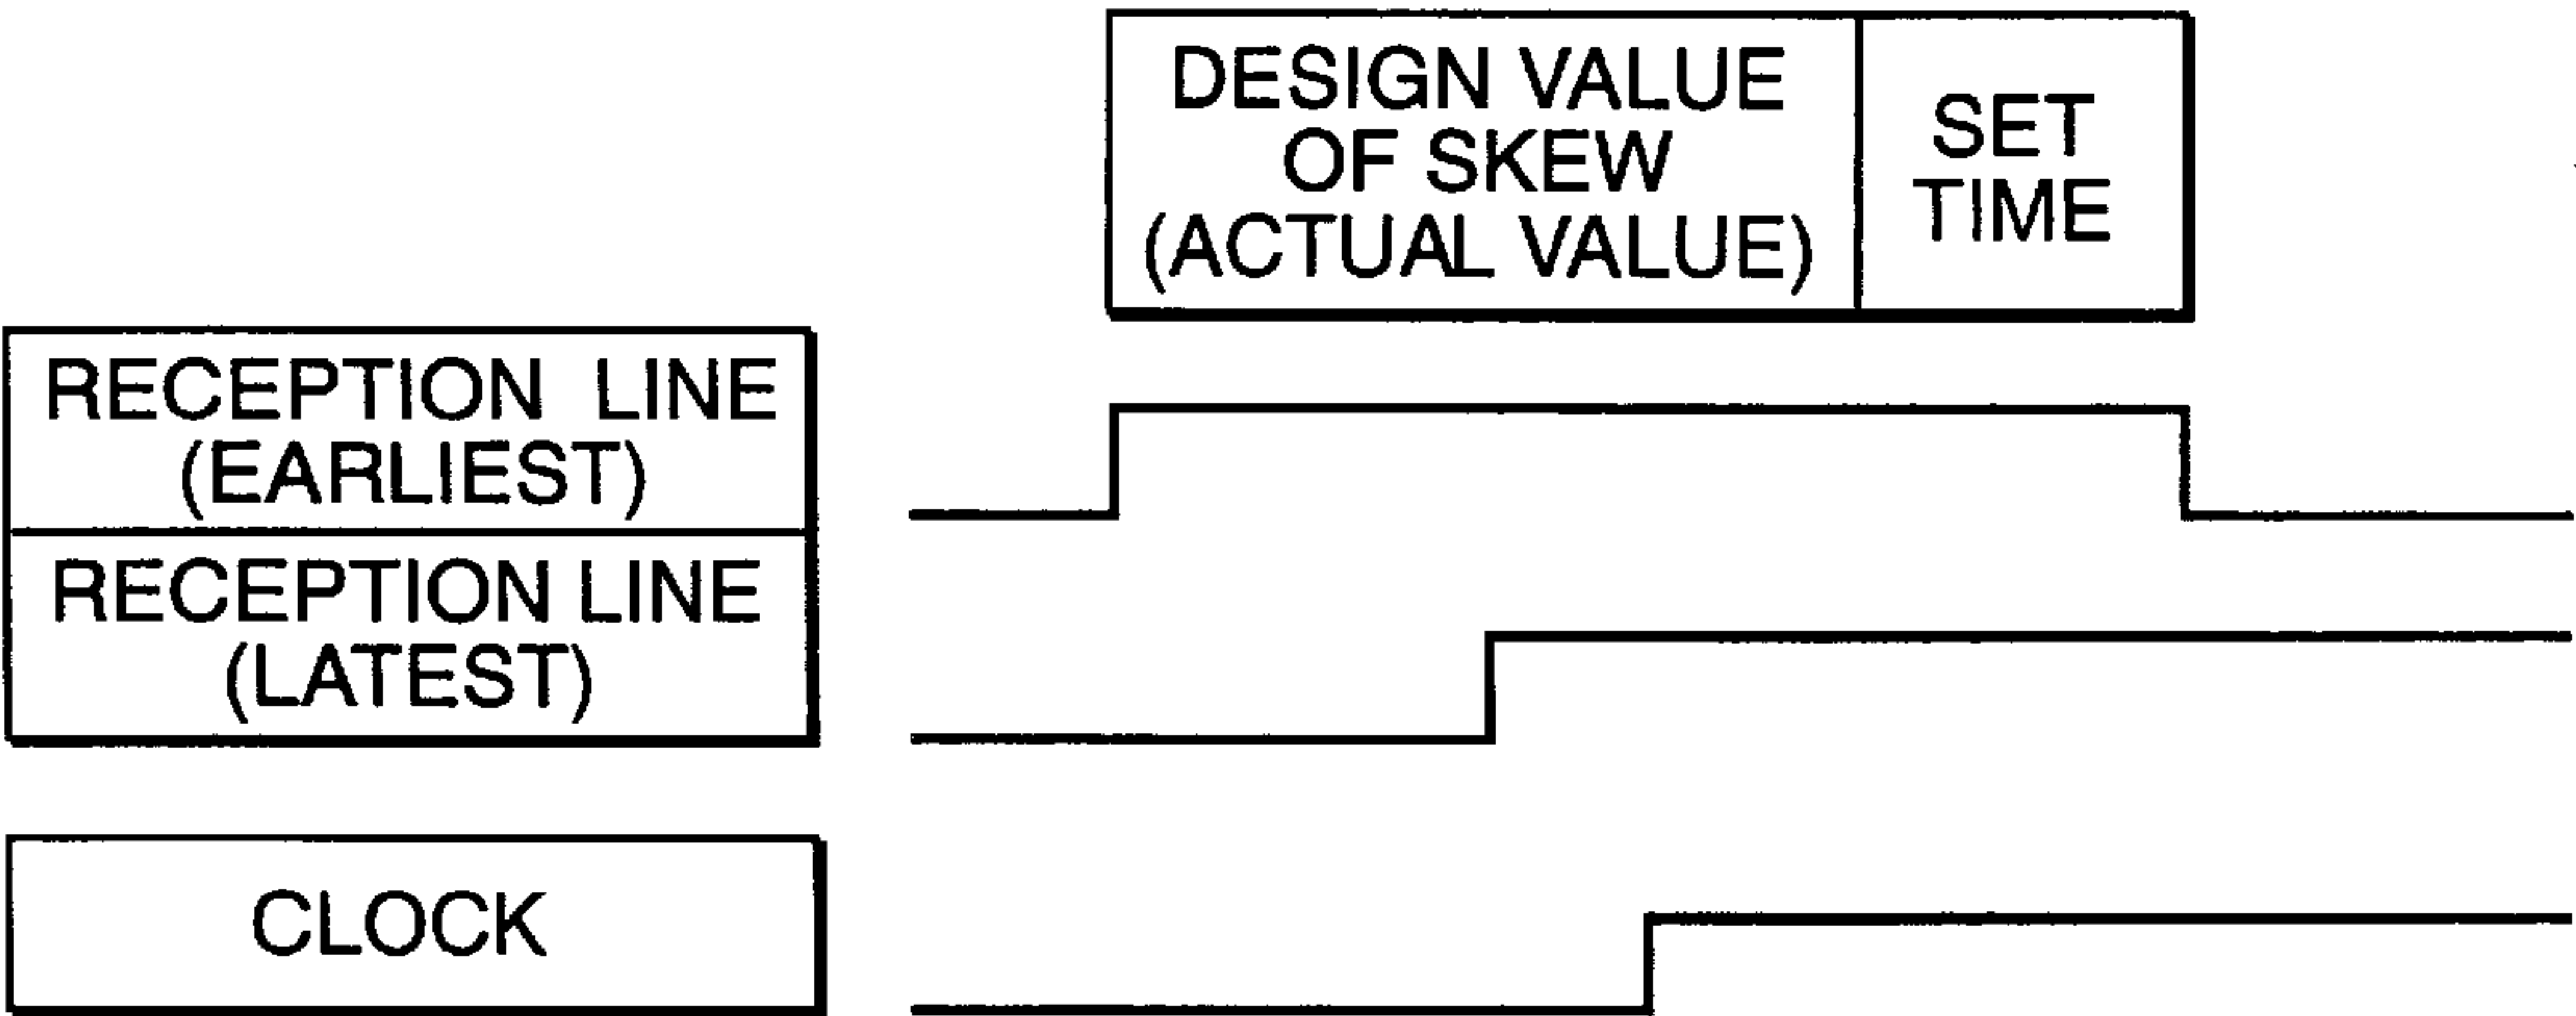 DESIGN VALUE
OF SKEW
(ACTUAL VALUE)
SET
TIME
RECEPTION LINE
(EARLIEST)
RECEPTION LINE
(LATEST)
CLOCK